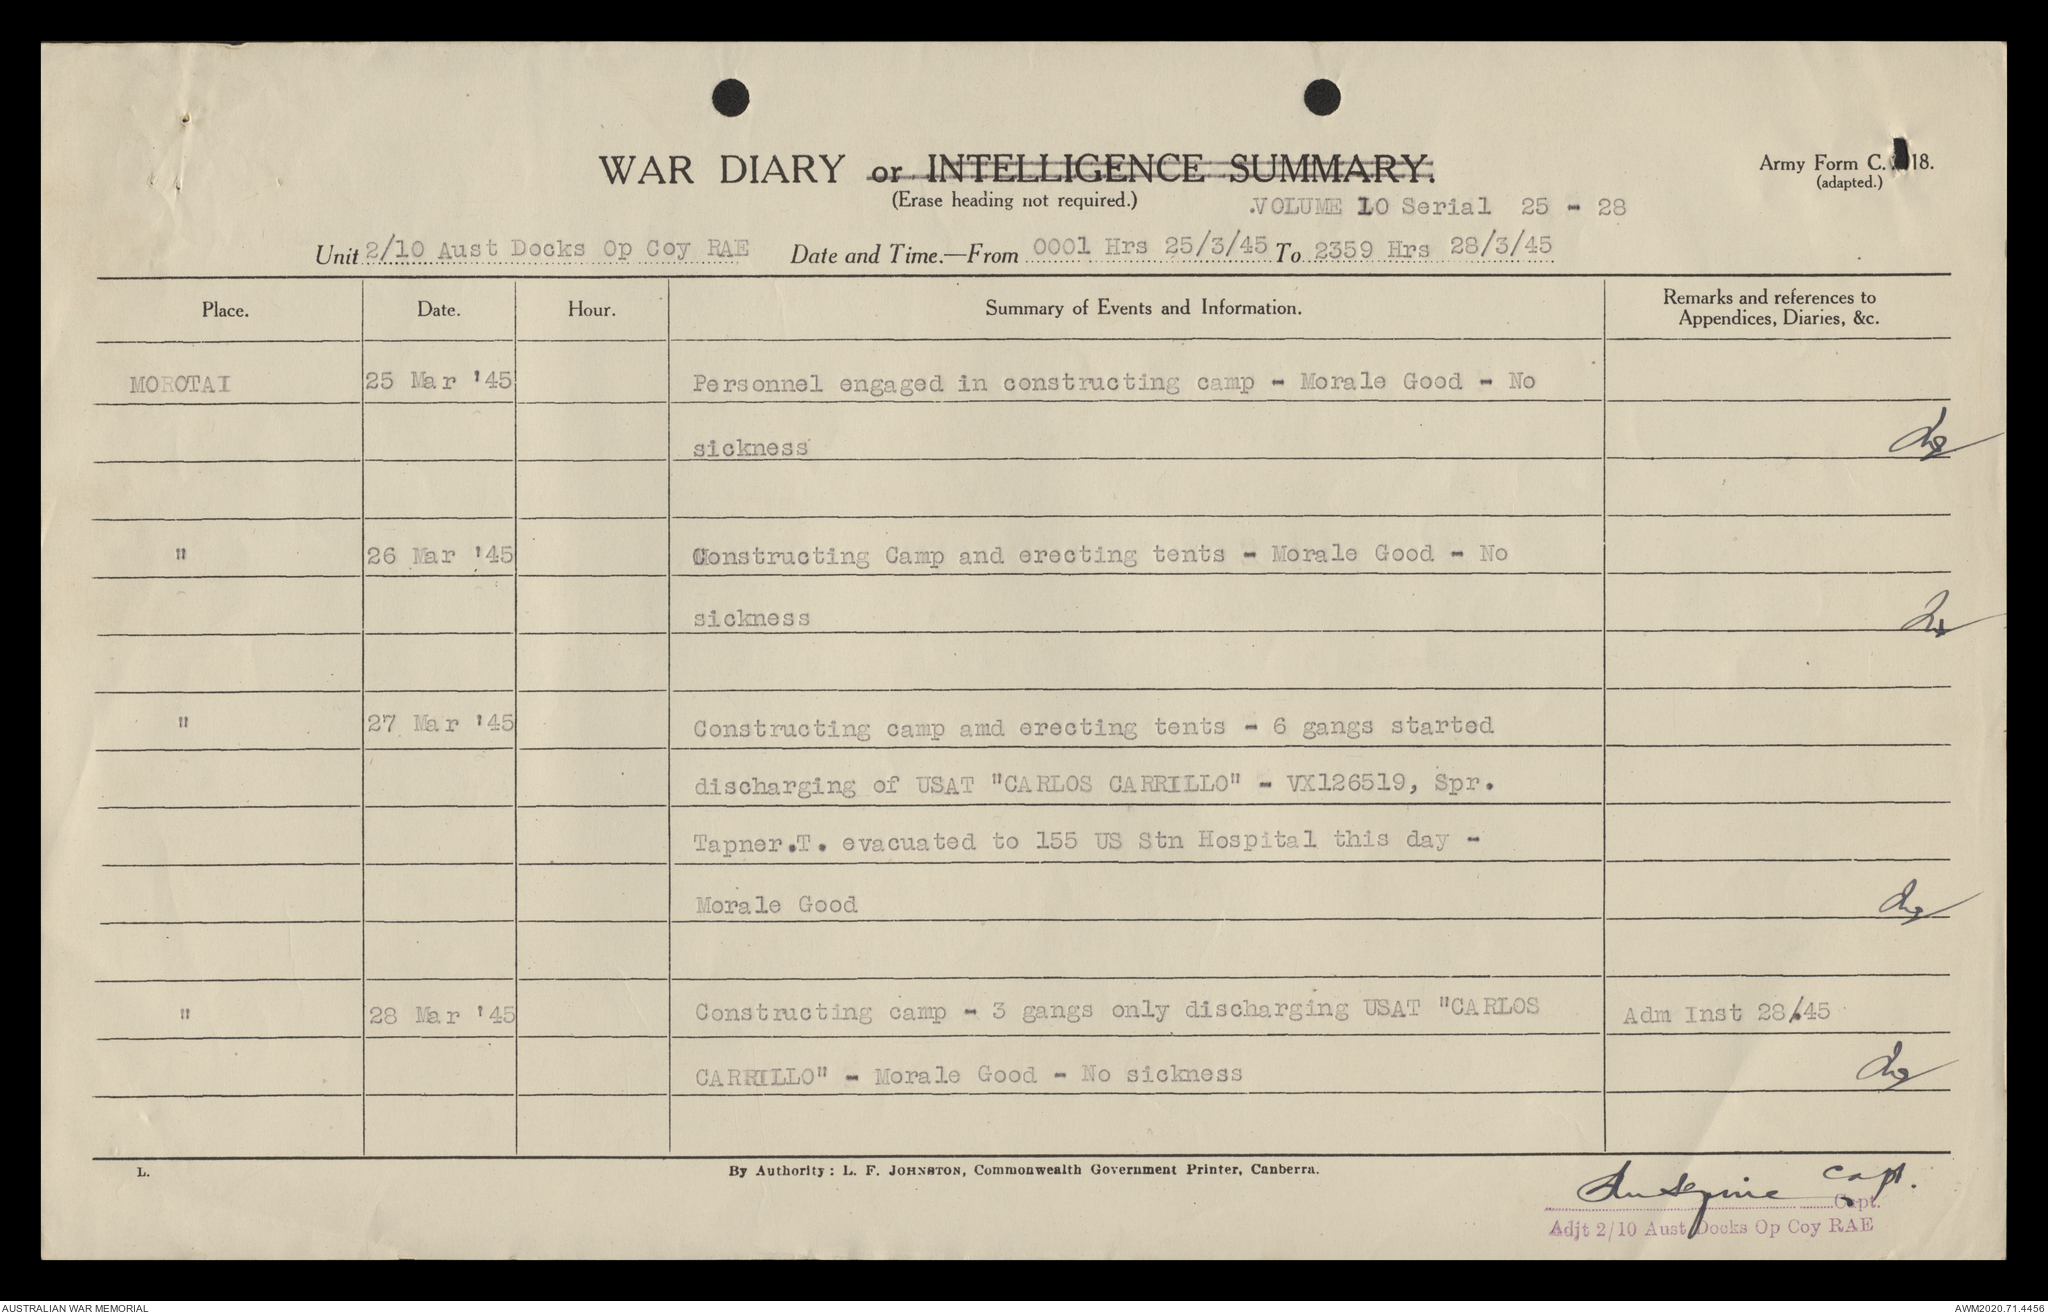 WAR DIARY or INTELLIGENCE SUMMARY.
(Erase heading not required.)
Army Form C. 18.
(adapted.)
VOLUME 10 Serial 25 - 28
Unit 2/10 Aust Docks Op Coy RAE Date and Time.—From 0001 Hrs 25/3/45 To 2359 Hrs 28/3/45
Place. Date. Hour. Summary of Events and Information. Remarks and references to
Appendices, Diaries, &c.
MOROTAI 25 Mar '45 Personnel engaged in constructing camp - Morale Good - No
sickness
" 26 Mar '45 Constructing Camp and erecting tents - Morale Good - No
sickness
" 27 Mar '45 Constructing camp amd erecting tents - 6 gangs started
discharging of USAT "CARLOS CARRILLO" - VX126519, Spr.
Tapner.T. evacuated to 155 US Stn Hospital this day -
Morale Good
" 28 Mar '45 Constructing camp - 3 gangs only discharging USAT "CARLOS Adm Inst 28/45
CARRILLO" - Morale Good - No sickness
L.
By Authority: L. F. JOHNSTON, Commonwealth Government Printer, Canberra.
Capt.
Capt.
Adjt 2/10 Aust Docks Op Coy RAE
AUSTRALIAN WAR MEMORIAL
AWM2020.71.4456